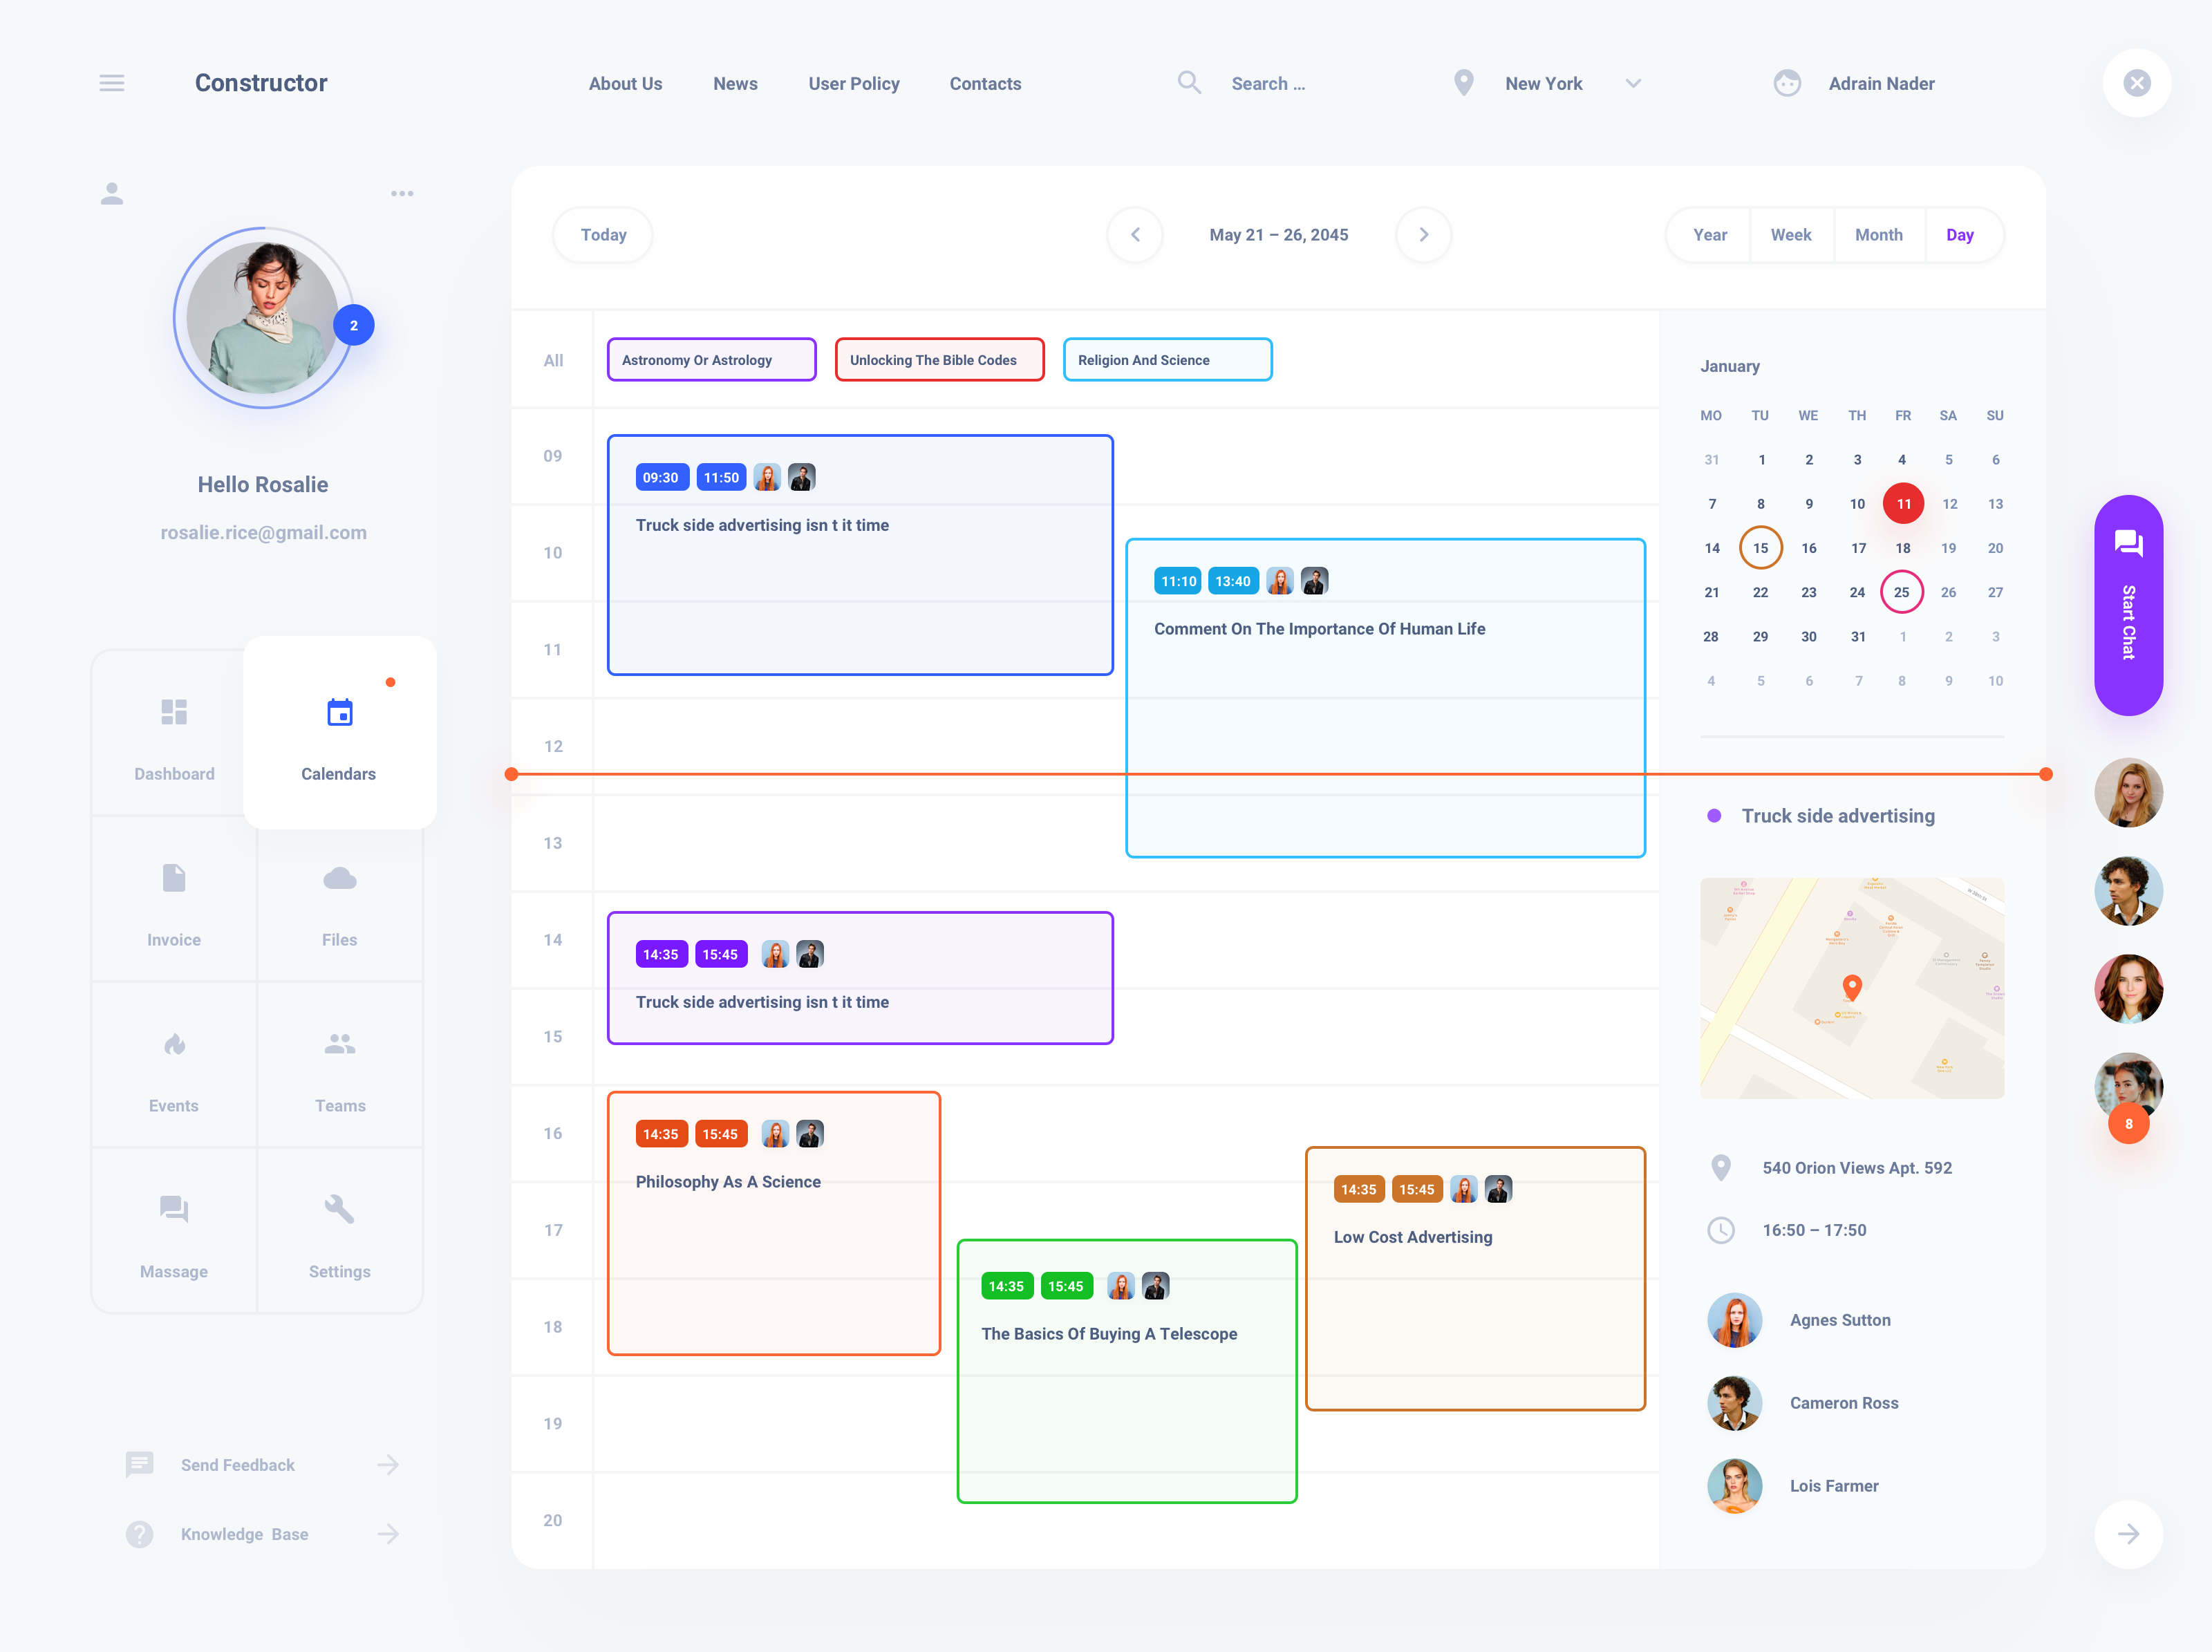 Constructor
About Us
News
User Policy
Contacts
Search ...
New York
Adrain Nader
2
Hello Rosalie
rosalie.rice@gmail.com
Dashboard
Calendars
Invoice
Files
Events
Teams
Massage
Settings
Send Feedback
Knowledge Base
Today
May 21 – 26, 2045
Year
Week
Month
Day
All
Astronomy Or Astrology
Unlocking The Bible Codes
Religion And Science
09
10
11
12
13
14
15
16
17
18
19
20
09:30 11:50
Truck side advertising isn t it time
11:10 13:40
Comment On The Importance Of Human Life
14:35 15:45
Truck side advertising isn t it time
14:35 15:45
Philosophy As A Science
14:35 15:45
The Basics Of Buying A Telescope
14:35 15:45
Low Cost Advertising
January
MO TU WE TH FR SA SU
31 1 2 3 4 5 6
7 8 9 10 11 12 13
14 15 16 17 18 19 20
21 22 23 24 25 26 27
28 29 30 31 1 2 3
4 5 6 7 8 9 10
Truck side advertising
540 Orion Views Apt. 592
16:50 – 17:50
Agnes Sutton
Cameron Ross
Lois Farmer
Start Chat
8